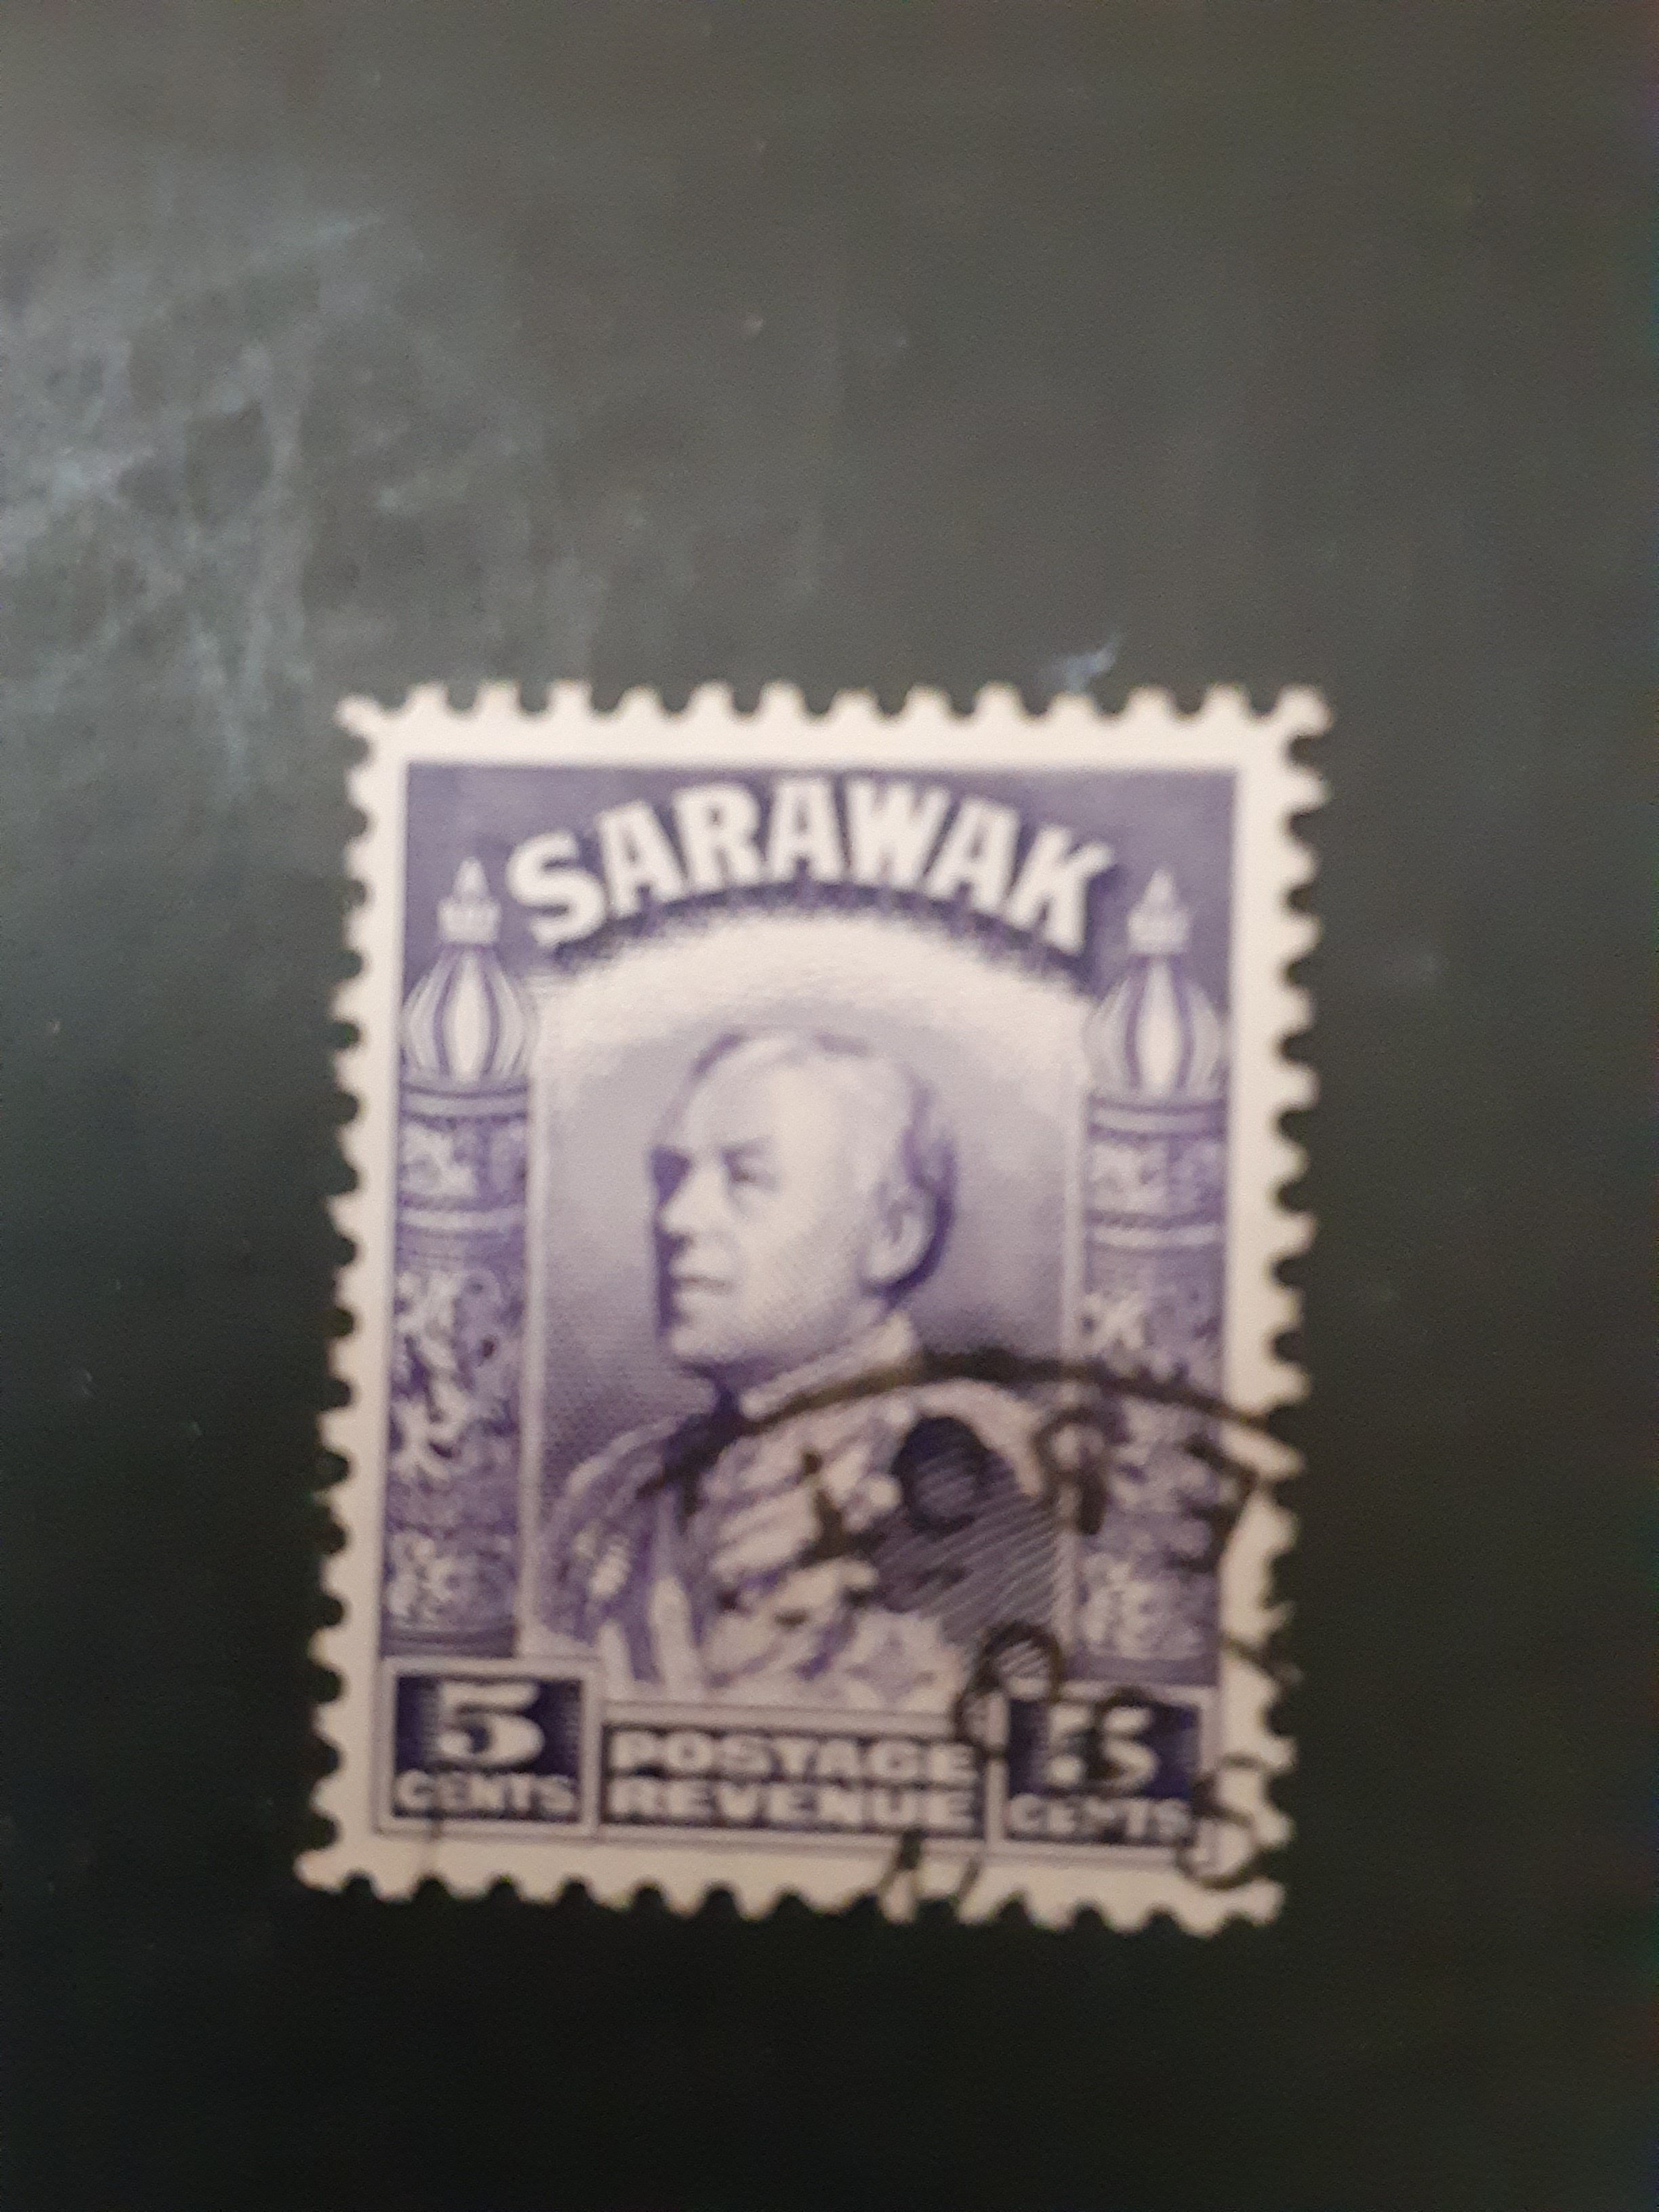 SARAWAK
5 CENTS
POSTAGE
REVENUE
5 CENTS